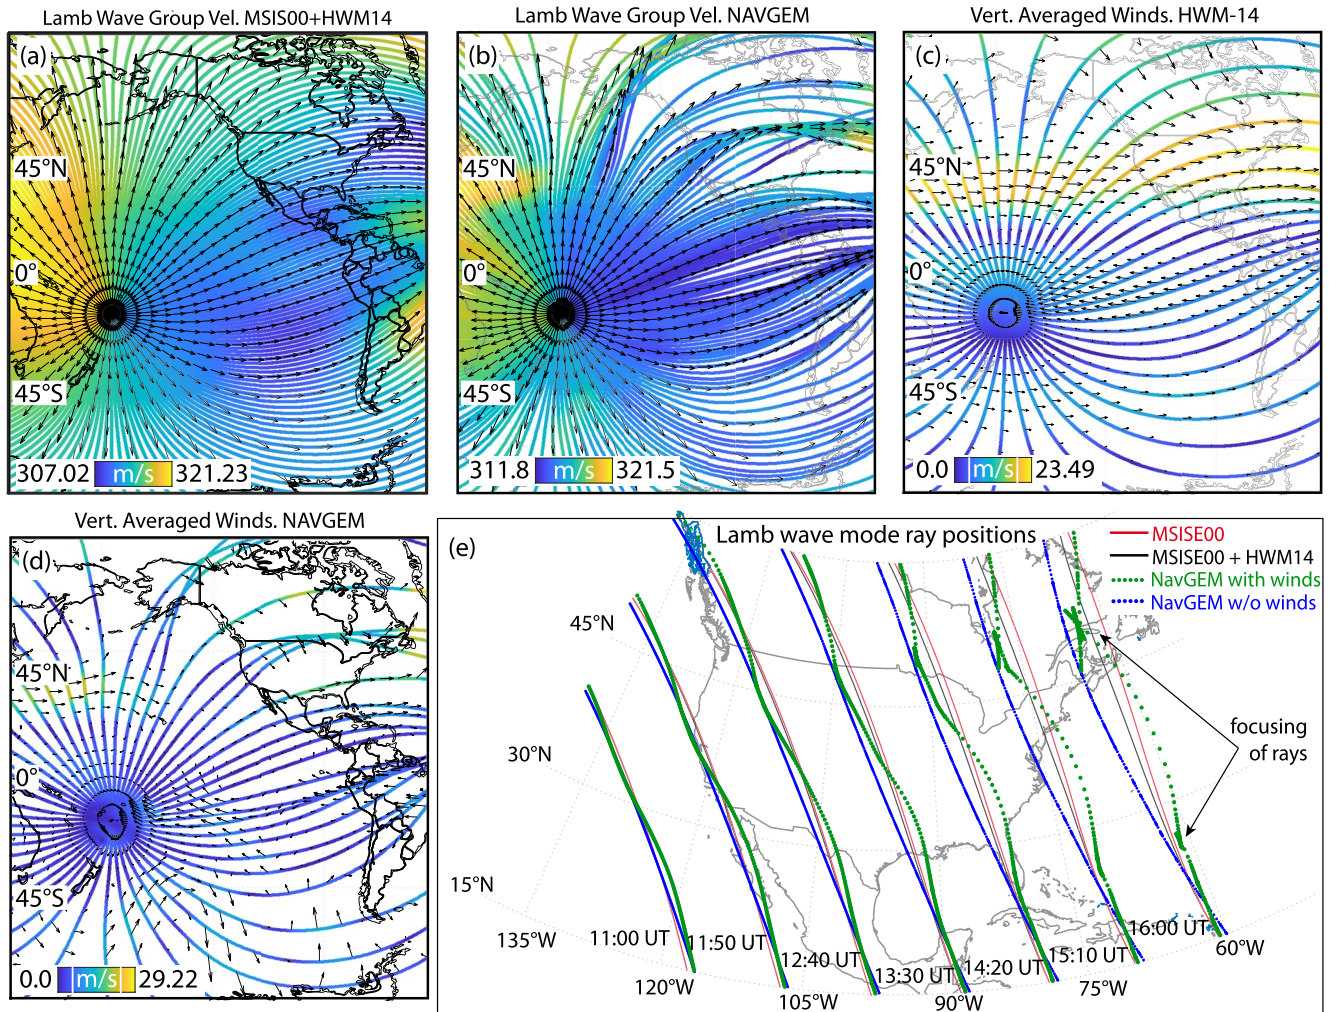 Lamb Wave Group Vel. MSIS00+HWM14
(a)
45°N
0°
45°S
307.02 m/s 321.23
Lamb Wave Group Vel. NAVGEM
(b)
45°N
0°
45°S
311.8 m/s 321.5
Vert. Averaged Winds. HWM-14
(c)
45°N
0°
45°S
0.0 m/s 23.49
Vert. Averaged Winds. NAVGEM
(d)
45°N
0°
45°S
0.0 m/s 29.22
(e)
Lamb wave mode ray positions
MSISE00
MSISE00 + HWM14
NavGEM with winds
NavGEM w/o winds
45°N
30°N
15°N
focusing
of rays
11:00 UT
11:50 UT
12:40 UT
13:30 UT
14:20 UT
15:10 UT
16:00 UT
135°W
120°W
105°W
90°W
75°W
60°W